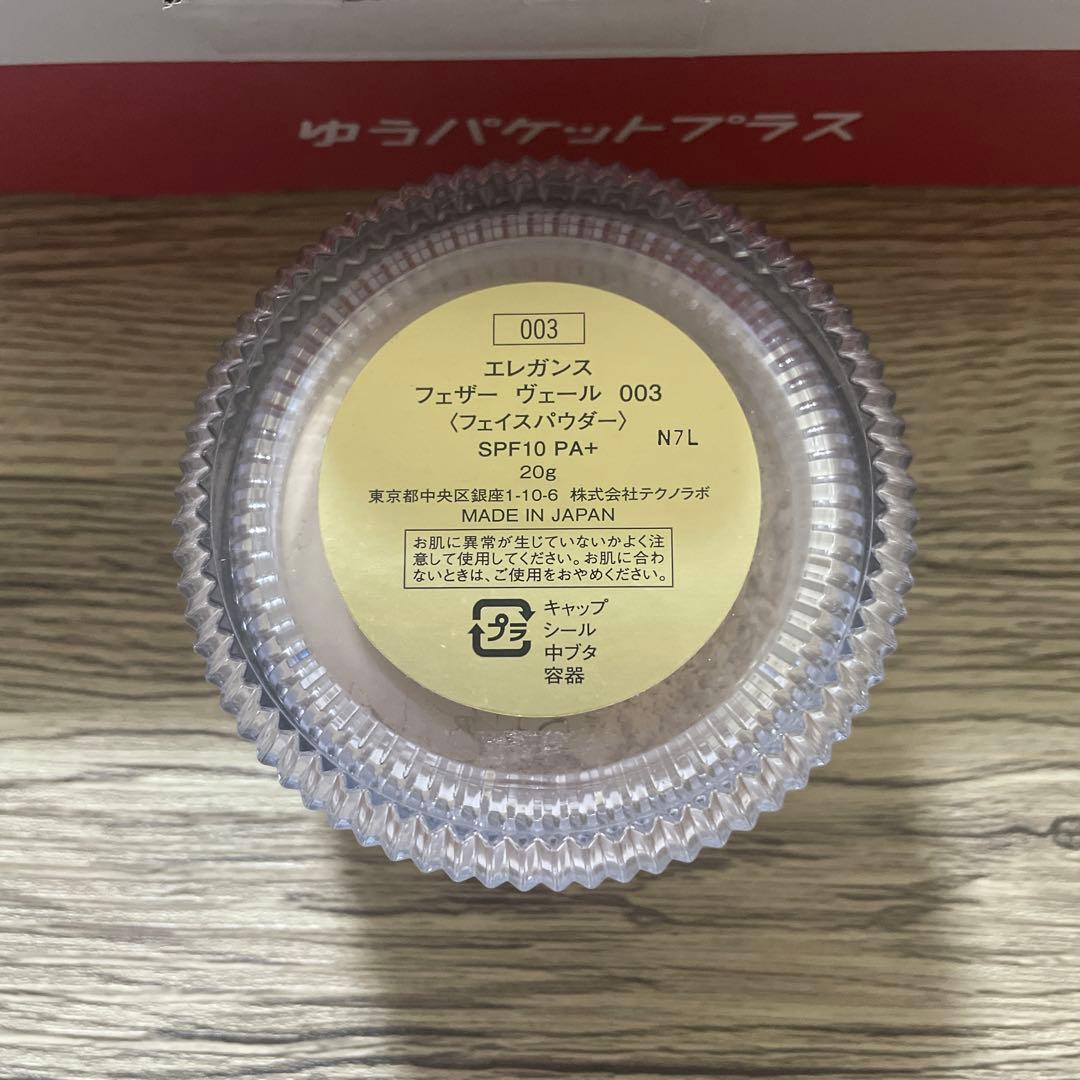 ゆうパケットプラス
003
エレガンス
フェザー ヴェール 003
〈フェイスパウダー〉
SPF10 PA+
N7L
20g
東京都中央区銀座1-10-6 株式会社テクノラボ
MADE IN JAPAN
お肌に異常が生じていないかよく注
意して使用してください。お肌に合わ
ないときは、ご使用をおやめください。
プラ
キャップ
シール
中ブタ
容器